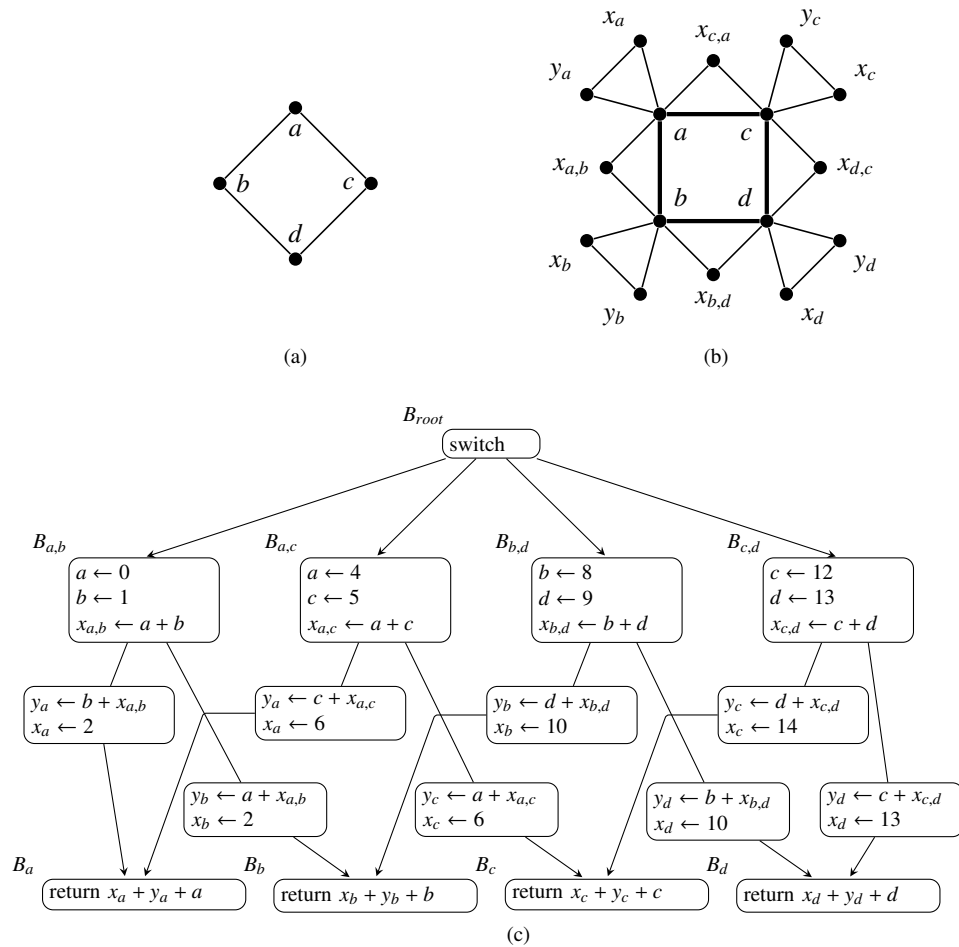 a
b
c
d
(a)
x_a
x_{c,a}
y_c
y_a
x_c
a
c
x_{a,b}
x_{d,c}
b
d
x_b
y_d
y_b
x_{b,d}
x_d
(b)
B_{root}
switch
B_{a,b}
a ← 0
b ← 1
x_{a,b} ← a + b
B_{a,c}
a ← 4
c ← 5
x_{a,c} ← a + c
B_{b,d}
b ← 8
d ← 9
x_{b,d} ← b + d
B_{c,d}
c ← 12
d ← 13
x_{c,d} ← c + d
y_a ← b + x_{a,b}
x_a ← 2
y_a ← c + x_{a,c}
x_a ← 6
y_b ← d + x_{b,d}
x_b ← 10
y_c ← d + x_{c,d}
x_c ← 14
y_b ← a + x_{a,b}
x_b ← 2
y_c ← a + x_{a,c}
x_c ← 6
y_d ← b + x_{b,d}
x_d ← 10
y_d ← c + x_{c,d}
x_d ← 13
B_a
return x_a + y_a + a
B_b
return x_b + y_b + b
B_c
return x_c + y_c + c
B_d
return x_d + y_d + d
(c)